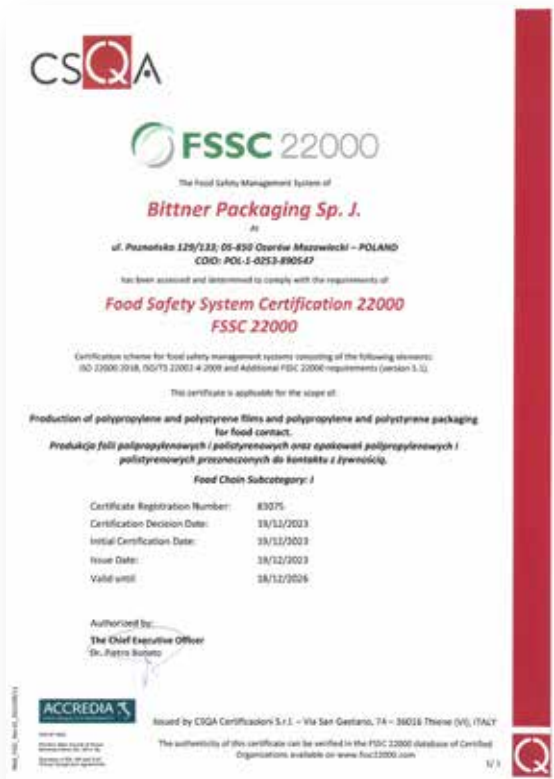 CSQA
FSSC 22000
The Food Safety Management System of
Bittner Packaging Sp. J.
At
ul. Poznańska 129/133; 05-850 Ozarów Mazowiecki – POLAND
COID: POL-1-0253-890547
has been assessed and determined to comply with the requirements of
Food Safety System Certification 22000
FSSC 22000
Certification scheme for food safety management systems consisting of the following elements:
ISO 22000:2018, ISO/TS 22002-4:2009 and Additional FSSC 22000 requirements (version 5.1).
This certificate is applicable for the scope of:
Production of polypropylene and polystyrene films and polypropylene and polystyrene packaging
for food contact.
Produkcja folii polipropylenowych i polistyrenowych oraz opakowań polipropylenowych i
polistyrenowych przeznaczonych do kontaktu z żywnością.
Food Chain Subcategory: I
Certificate Registration Number: 83075
Certification Decision Date: 19/12/2023
Initial Certification Date: 19/12/2023
Issue Date: 19/12/2023
Valid until: 18/12/2026
Authorized by:
The Chief Executive Officer
Dr. Pietro Bonato
ACCREDIA
Issued by CSQA Certificazioni S.r.l. – Via San Gaetano, 74 – 36016 Thiene (VI), ITALY
The authenticity of this certificate can be verified in the FSSC 22000 database of Certified
Organizations available on www.fssc22000.com
1/1